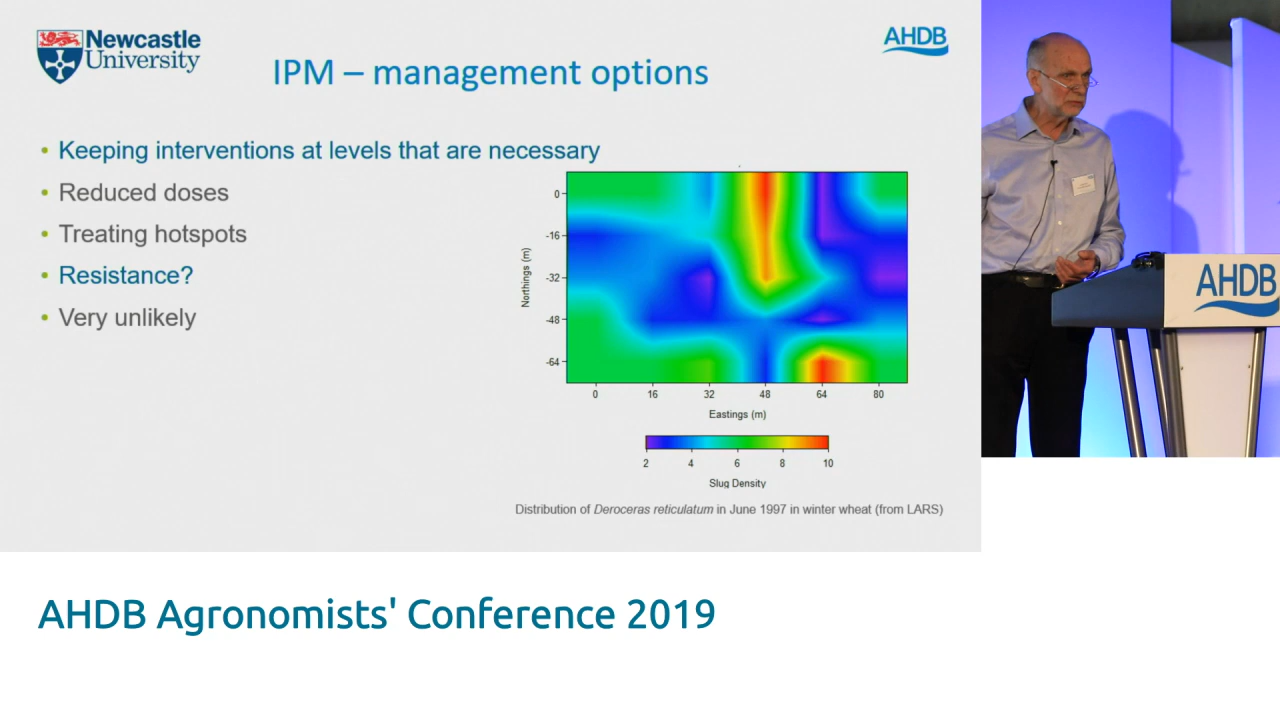 Newcastle
University
AHDB
IPM – management options
• Keeping interventions at levels that are necessary
• Reduced doses
• Treating hotspots
• Resistance?
• Very unlikely
Northings (m)
0
-16
-32
-48
-64
0 16 32 48 64 80
Eastings (m)
2 4 6 8 10
Slug Density
Distribution of Deroceras reticulatum in June 1997 in winter wheat (from LARS)
AHDB
AHDB Agronomists' Conference 2019